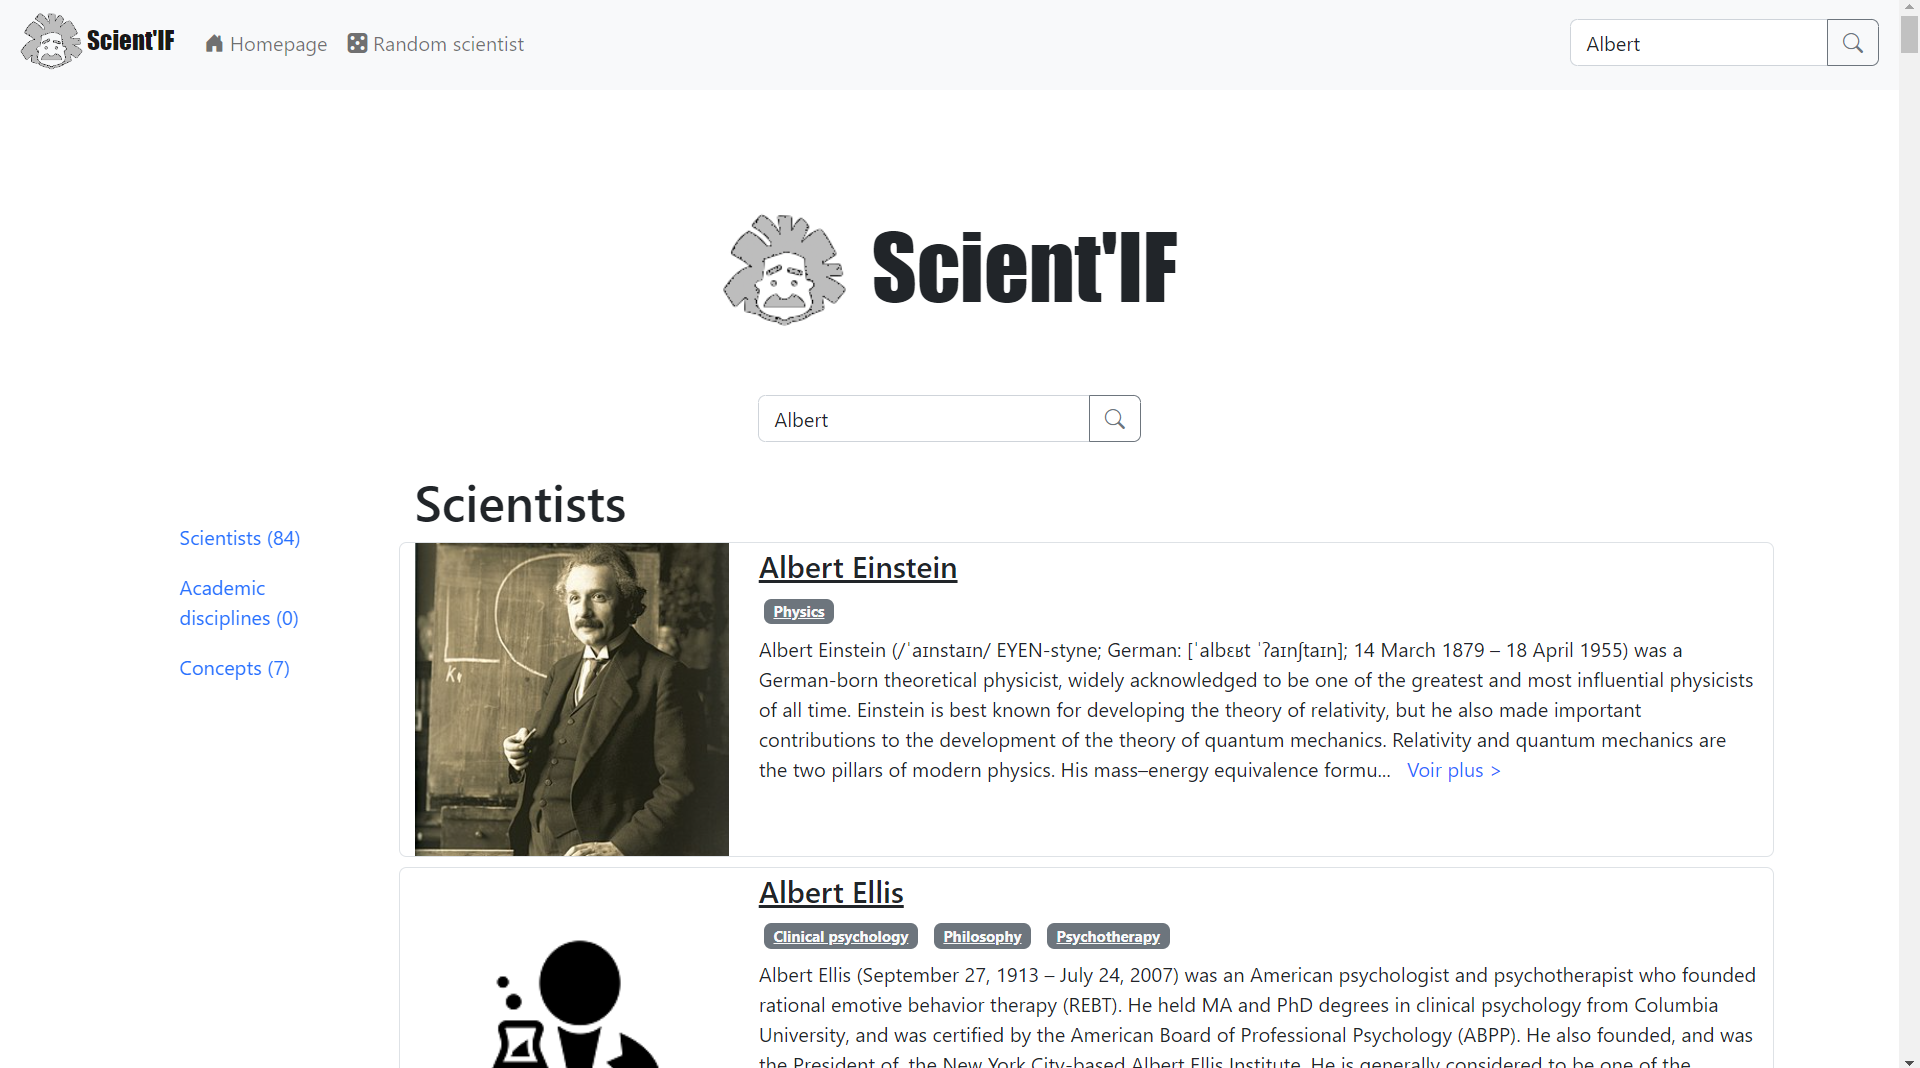 Scient'IF
Homepage
Random scientist
Albert
Scient'IF
Albert
Scientists (84)
Academic
disciplines (0)
Concepts (7)
Scientists
Albert Einstein
Physics
Albert Einstein (/ˈaɪnstaɪn/ EYEN-styne; German: [ˈalbɛʁt ˈʔaɪnʃtaɪn]; 14 March 1879 – 18 April 1955) was a
German-born theoretical physicist, widely acknowledged to be one of the greatest and most influential physicists
of all time. Einstein is best known for developing the theory of relativity, but he also made important
contributions to the development of the theory of quantum mechanics. Relativity and quantum mechanics are
the two pillars of modern physics. His mass–energy equivalence formu... Voir plus >
Albert Ellis
Clinical psychology Philosophy Psychotherapy
Albert Ellis (September 27, 1913 – July 24, 2007) was an American psychologist and psychotherapist who founded
rational emotive behavior therapy (REBT). He held MA and PhD degrees in clinical psychology from Columbia
University, and was certified by the American Board of Professional Psychology (ABPP). He also founded, and was
the President of, the New York City-based Albert Ellis Institute. He is generally considered to be one of the